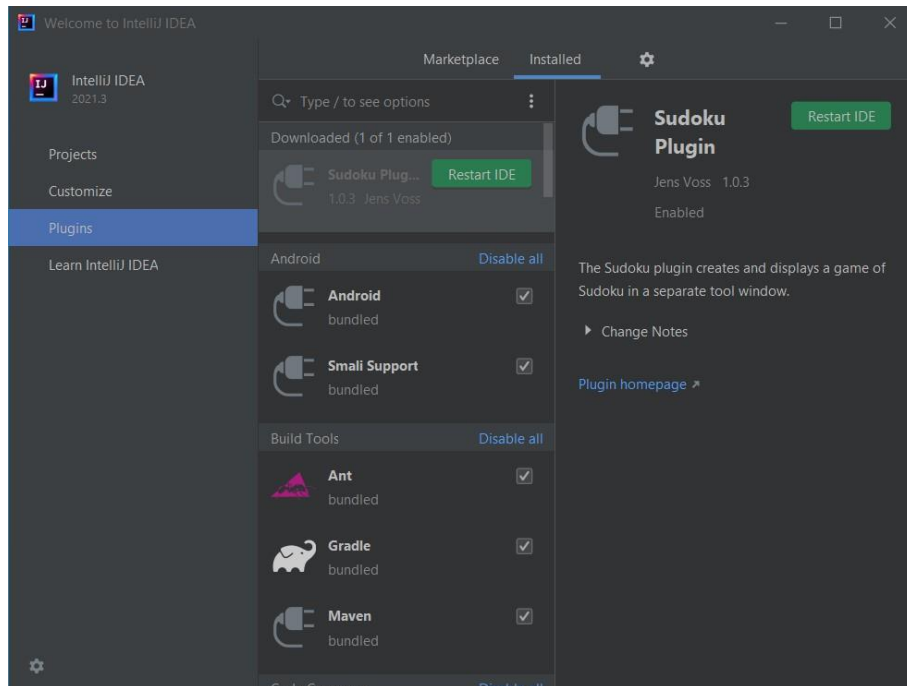 Welcome to IntelliJ IDEA
IntelliJ IDEA
2021.3
Projects
Customize
Plugins
Learn IntelliJ IDEA
Marketplace Installed
Type / to see options
Downloaded (1 of 1 enabled)
Sudoku Plug... Restart IDE
1.0.3 Jens Voss
Android Disable all
Android
bundled
Smali Support
bundled
Build Tools Disable all
Ant
bundled
Gradle
bundled
Maven
bundled
Sudoku
Plugin
Restart IDE
Jens Voss 1.0.3
Enabled
The Sudoku plugin creates and displays a game of
Sudoku in a separate tool window.
Change Notes
Plugin homepage